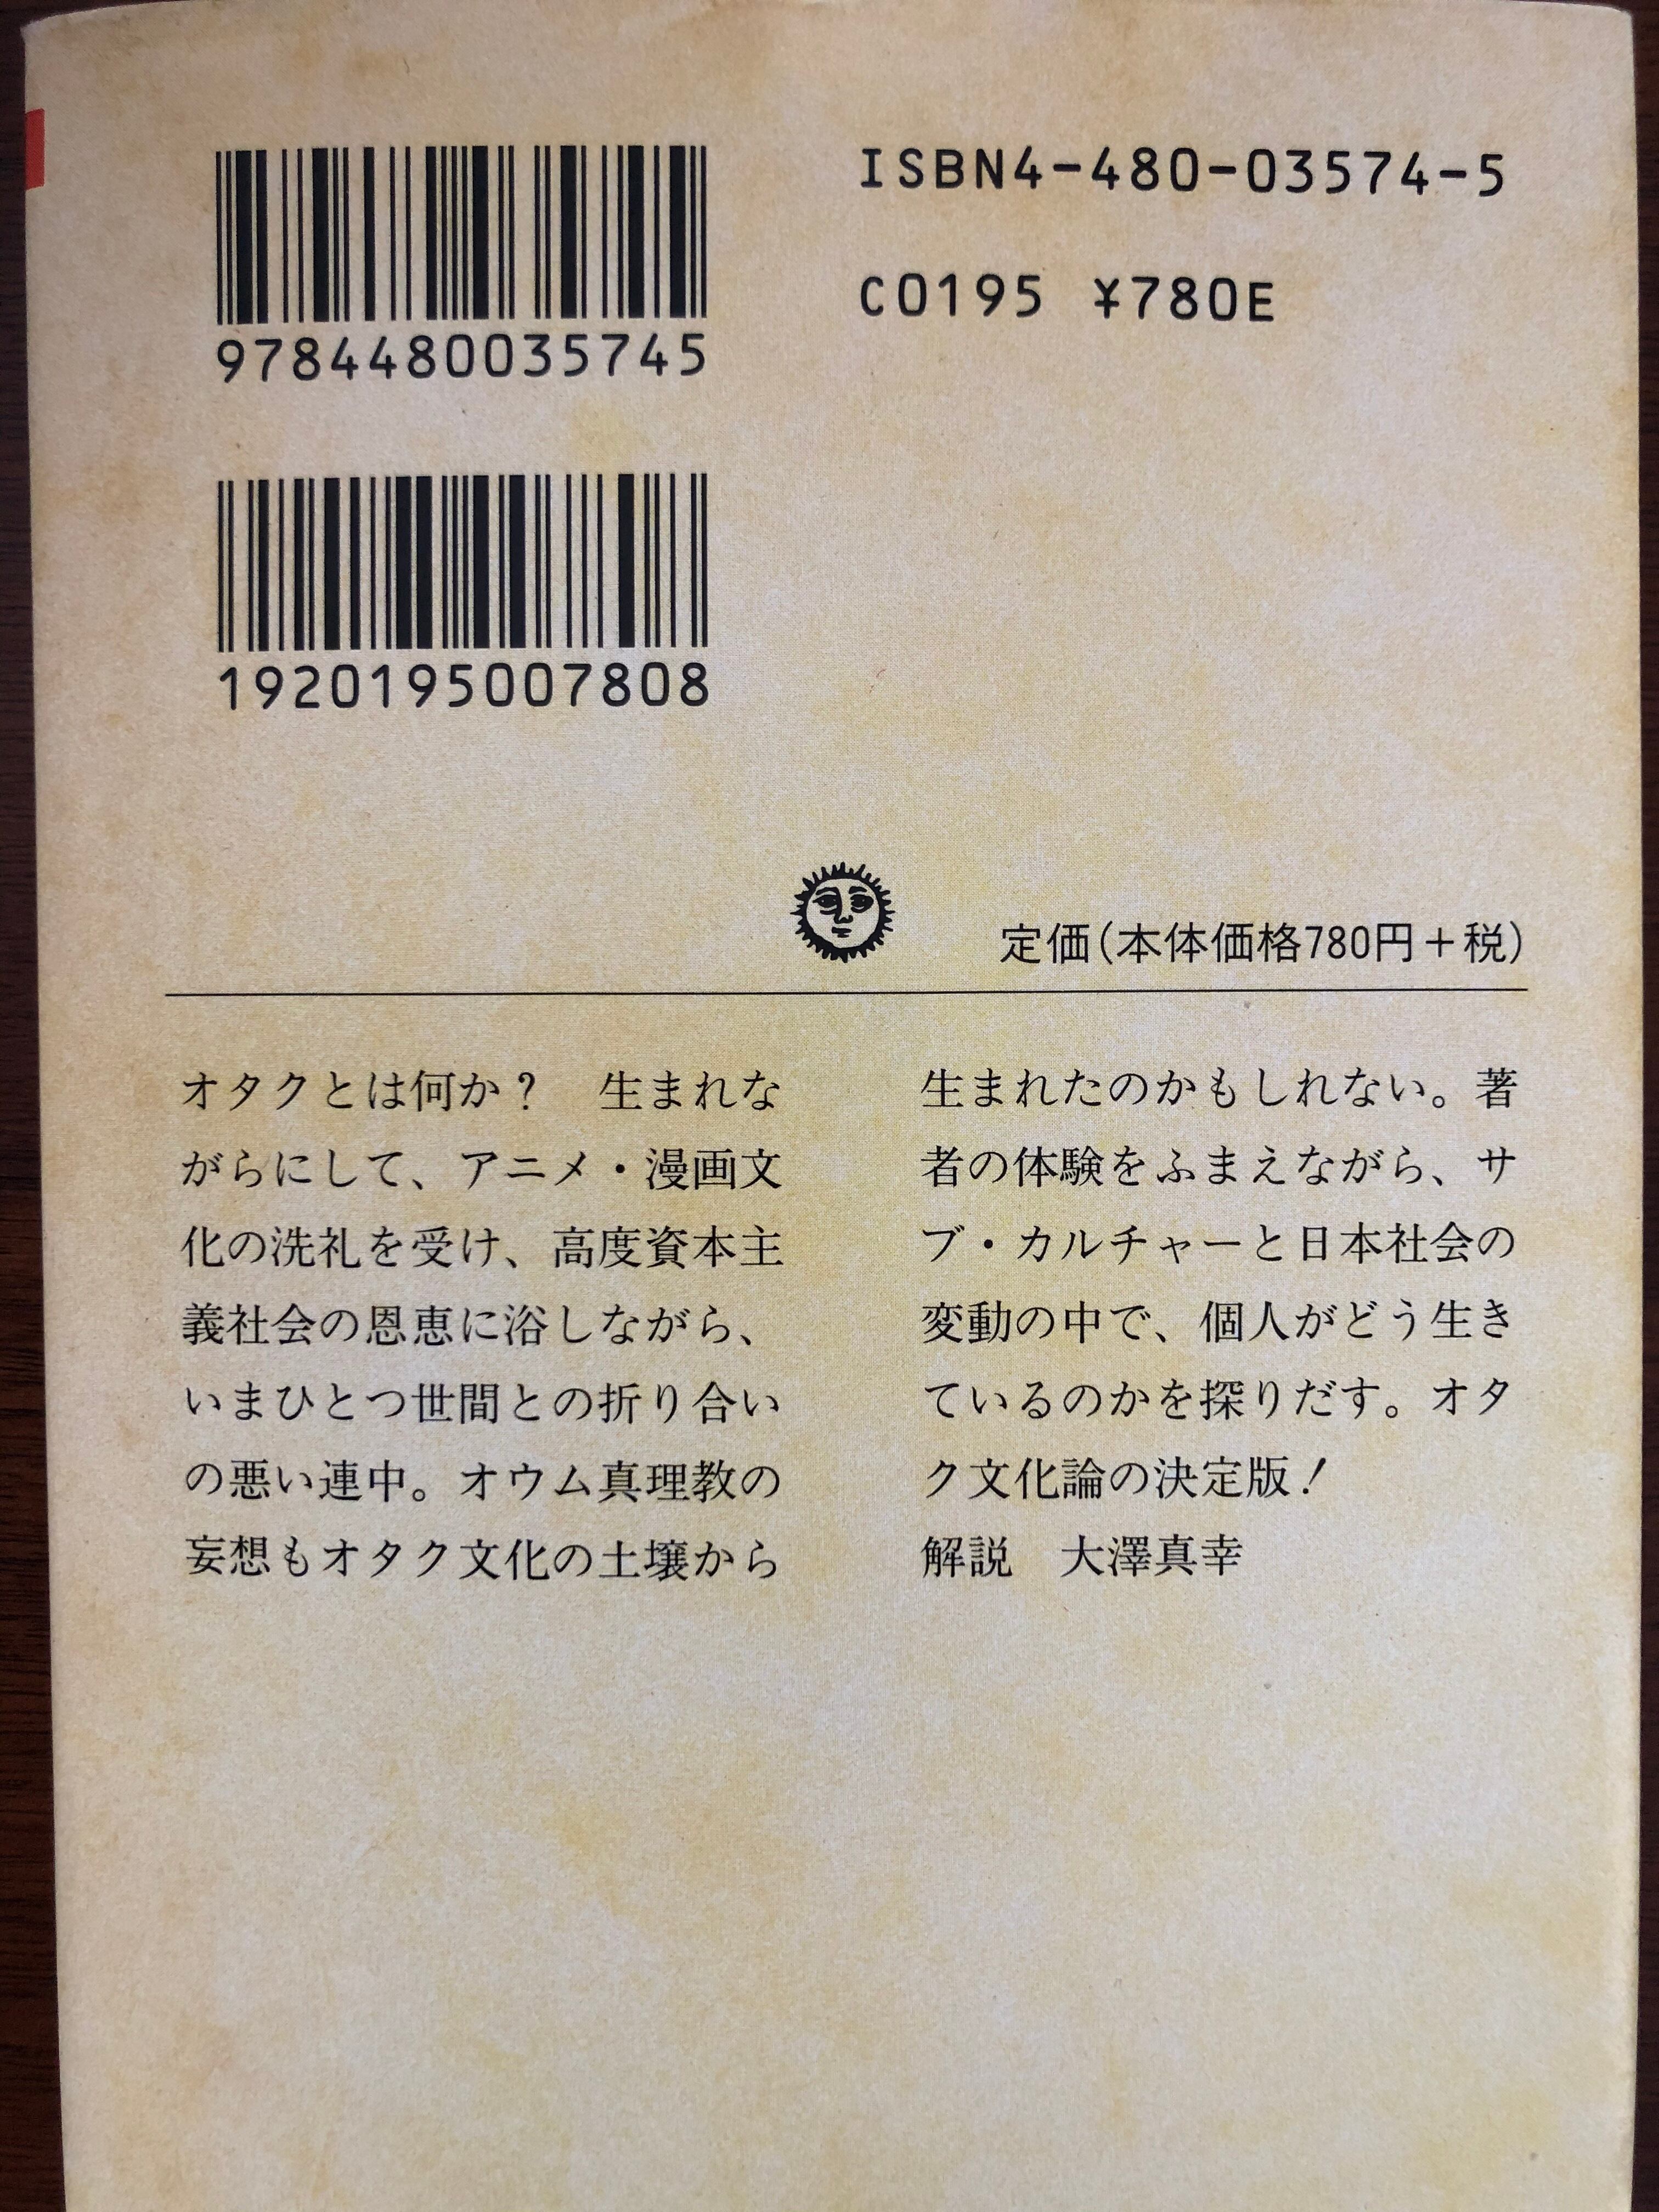 ISBN4-480-03574-5
C0195 ¥780E
9784480035745
1920195007808
定価(本体価格780円+税)
オタクとは何か? 生まれな
がらにして、アニメ・漫画文
化の洗礼を受け、高度資本主
義社会の恩恵に浴しながら、
いまひとつ世間との折り合い
の悪い連中。オウム真理教の
妄想もオタク文化の土壌から
生まれたのかもしれない。著
者の体験をふまえながら、サ
ブ・カルチャーと日本社会の
変動の中で、個人がどう生き
ているのかを探りだす。オタ
ク文化論の決定版!
解説 大澤真幸